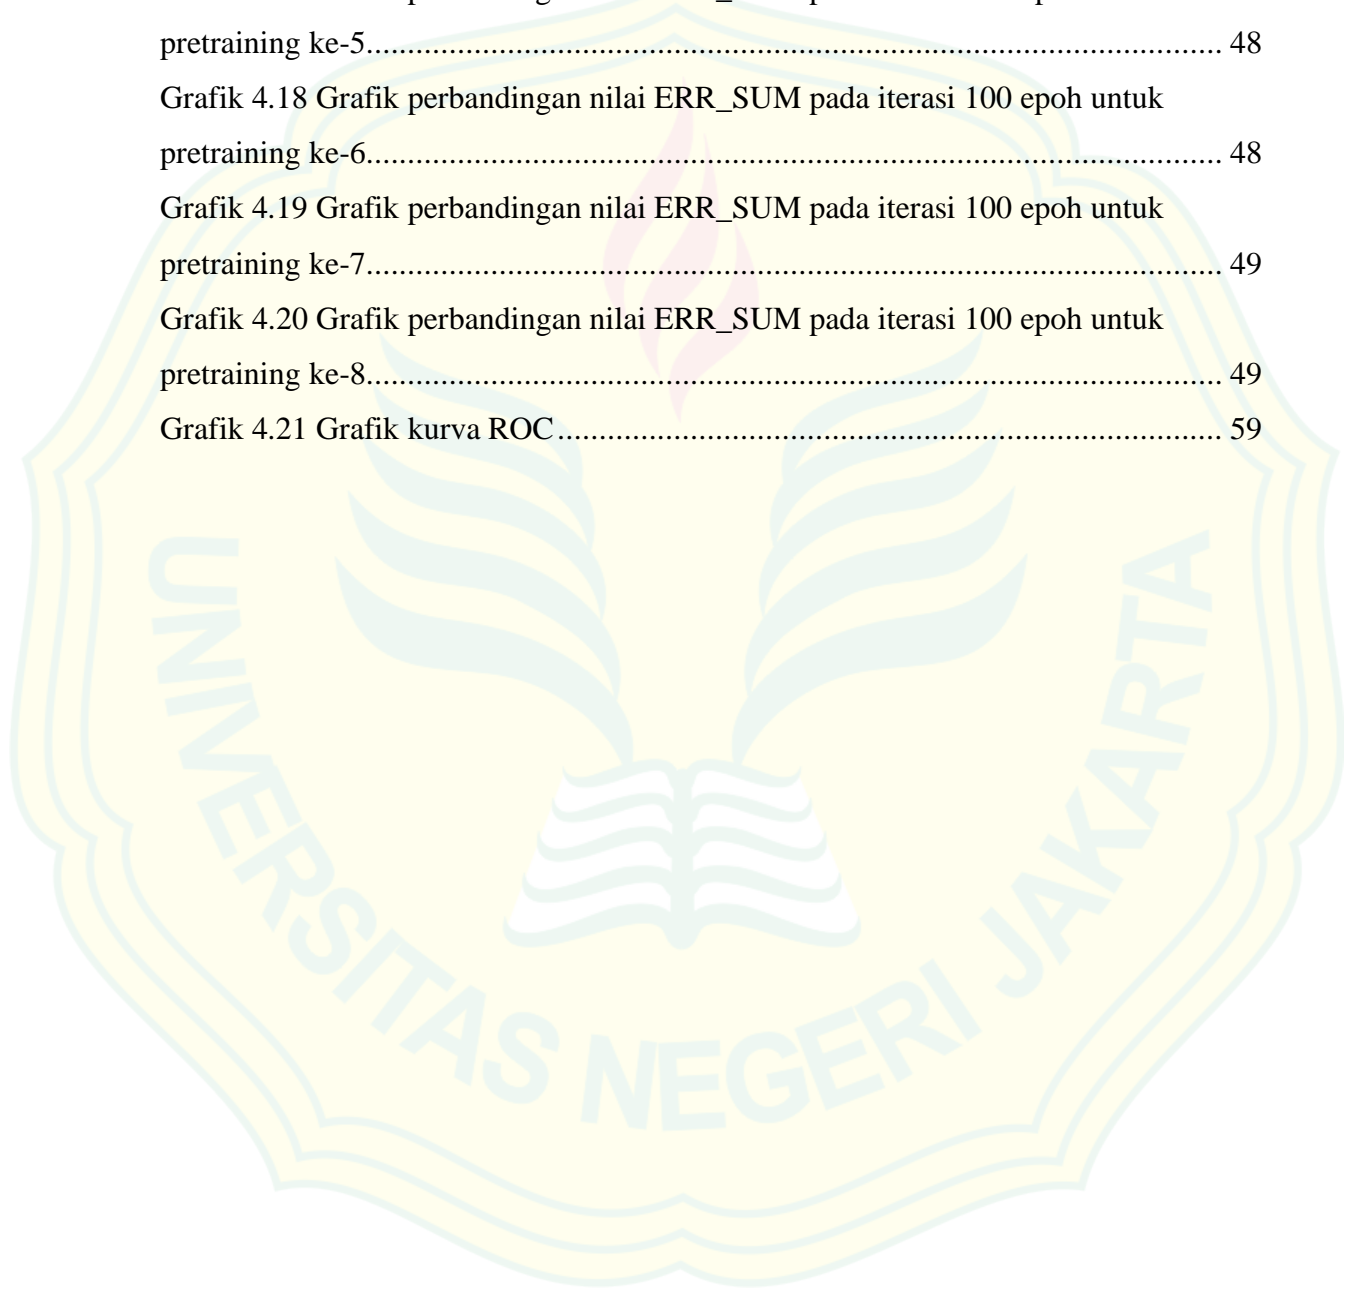 pretraining ke-5.................................................................................................. 48
Grafik 4.18 Grafik perbandingan nilai ERR_SUM pada iterasi 100 epoh untuk
pretraining ke-6.................................................................................................. 48
Grafik 4.19 Grafik perbandingan nilai ERR_SUM pada iterasi 100 epoh untuk
pretraining ke-7.................................................................................................. 49
Grafik 4.20 Grafik perbandingan nilai ERR_SUM pada iterasi 100 epoh untuk
pretraining ke-8.................................................................................................. 49
Grafik 4.21 Grafik kurva ROC............................................................................ 59
UNIVERSITAS NEGERI JAKARTA